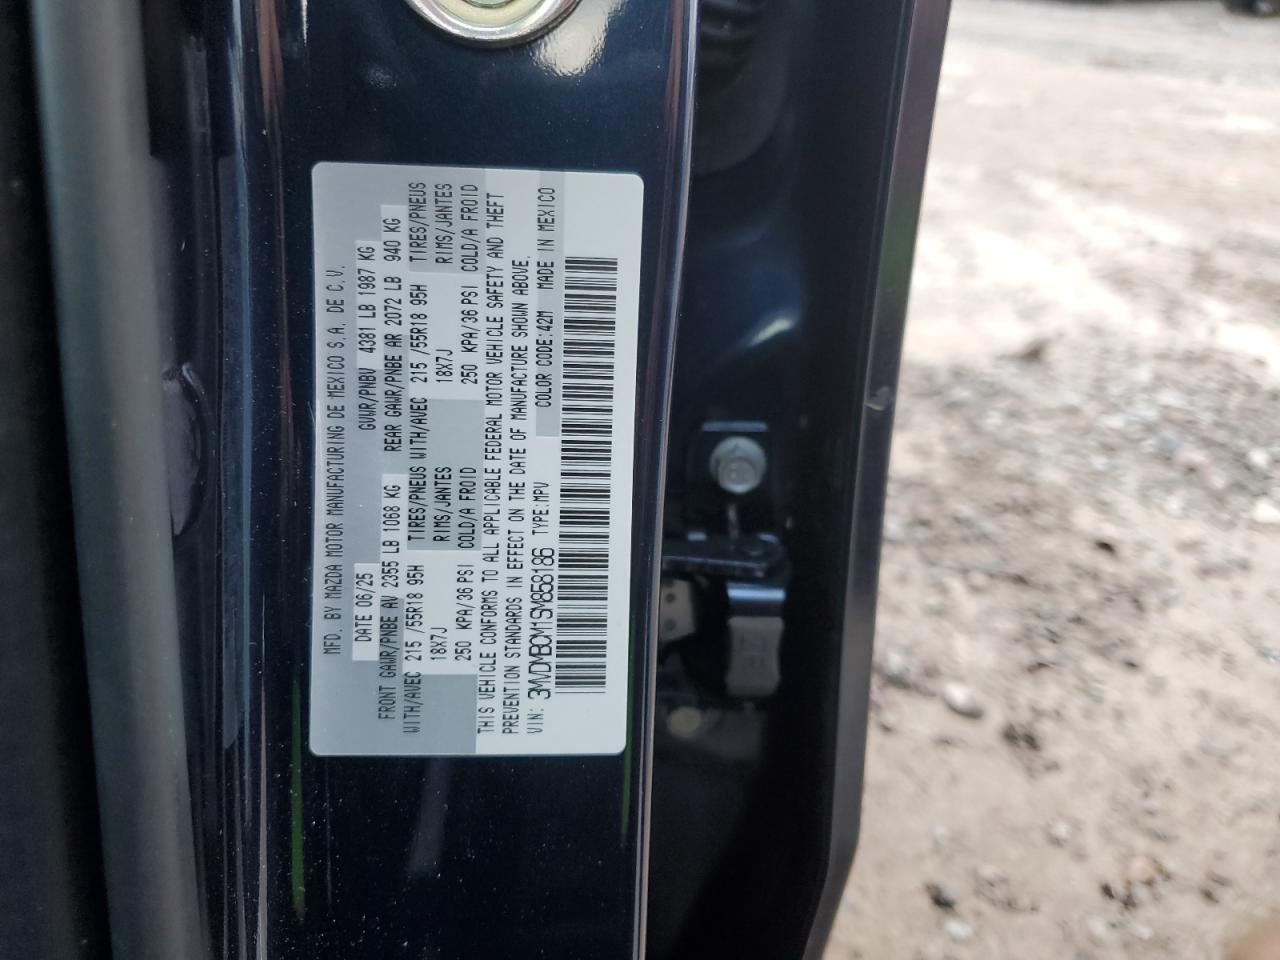 MFD. BY MAZDA MOTOR MANUFACTURING DE MEXICO S.A. DE C.V.
DATE 06/25 GVWR/PNBV 4381 LB 1987 KG
FRONT GAWR/PNBE AV 2355 LB 1068 KG REAR GAWR/PNBE AR 2072 LB 940 KG
WITH/AVEC 215 /55R18 95H TIRES/PNEUS WITH/AVEC 215 /55R18 95H TIRES/PNEUS
18X7J RIMS/JANTES 18X7J RIMS/JANTES
250 KPA/36 PSI COLD/A FROID 250 KPA/36 PSI COLD/A FROID
THIS VEHICLE CONFORMS TO ALL APPLICABLE FEDERAL MOTOR VEHICLE SAFETY AND THEFT
PREVENTION STANDARDS IN EFFECT ON THE DATE OF MANUFACTURE SHOWN ABOVE.
VIN: 3MVDMBCM1SM858186 TYPE:MPV COLOR CODE:42M MADE IN MEXICO